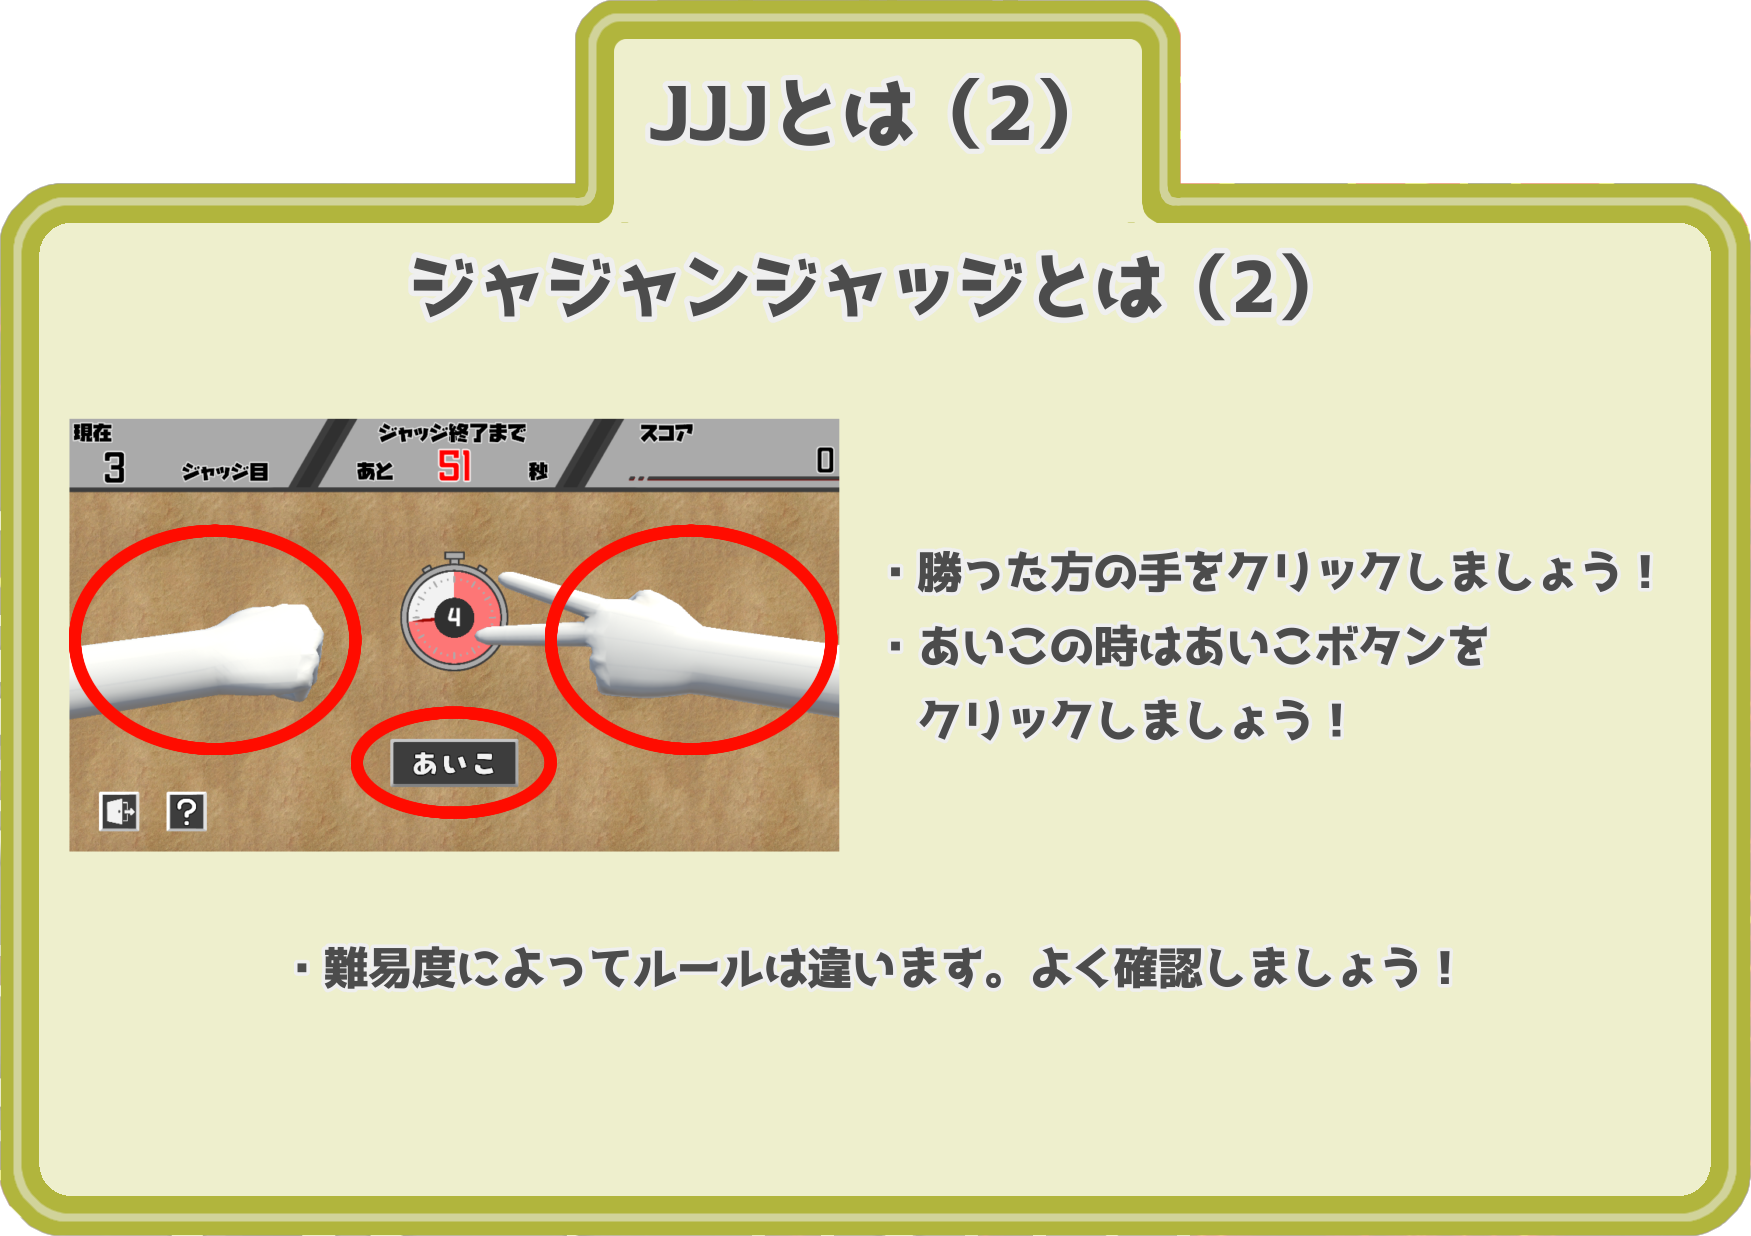 JJJとは（2）
ジャジャンジャッジとは（2）
現在
3 ジャッジ目
ジャッジ終了まで
あと 51 秒
スコア
0
4
あいこ
?
・勝った方の手をクリックしましょう！
・あいこの時はあいこボタンを
クリックしましょう！
・難易度によってルールは違います。よく確認しましょう！